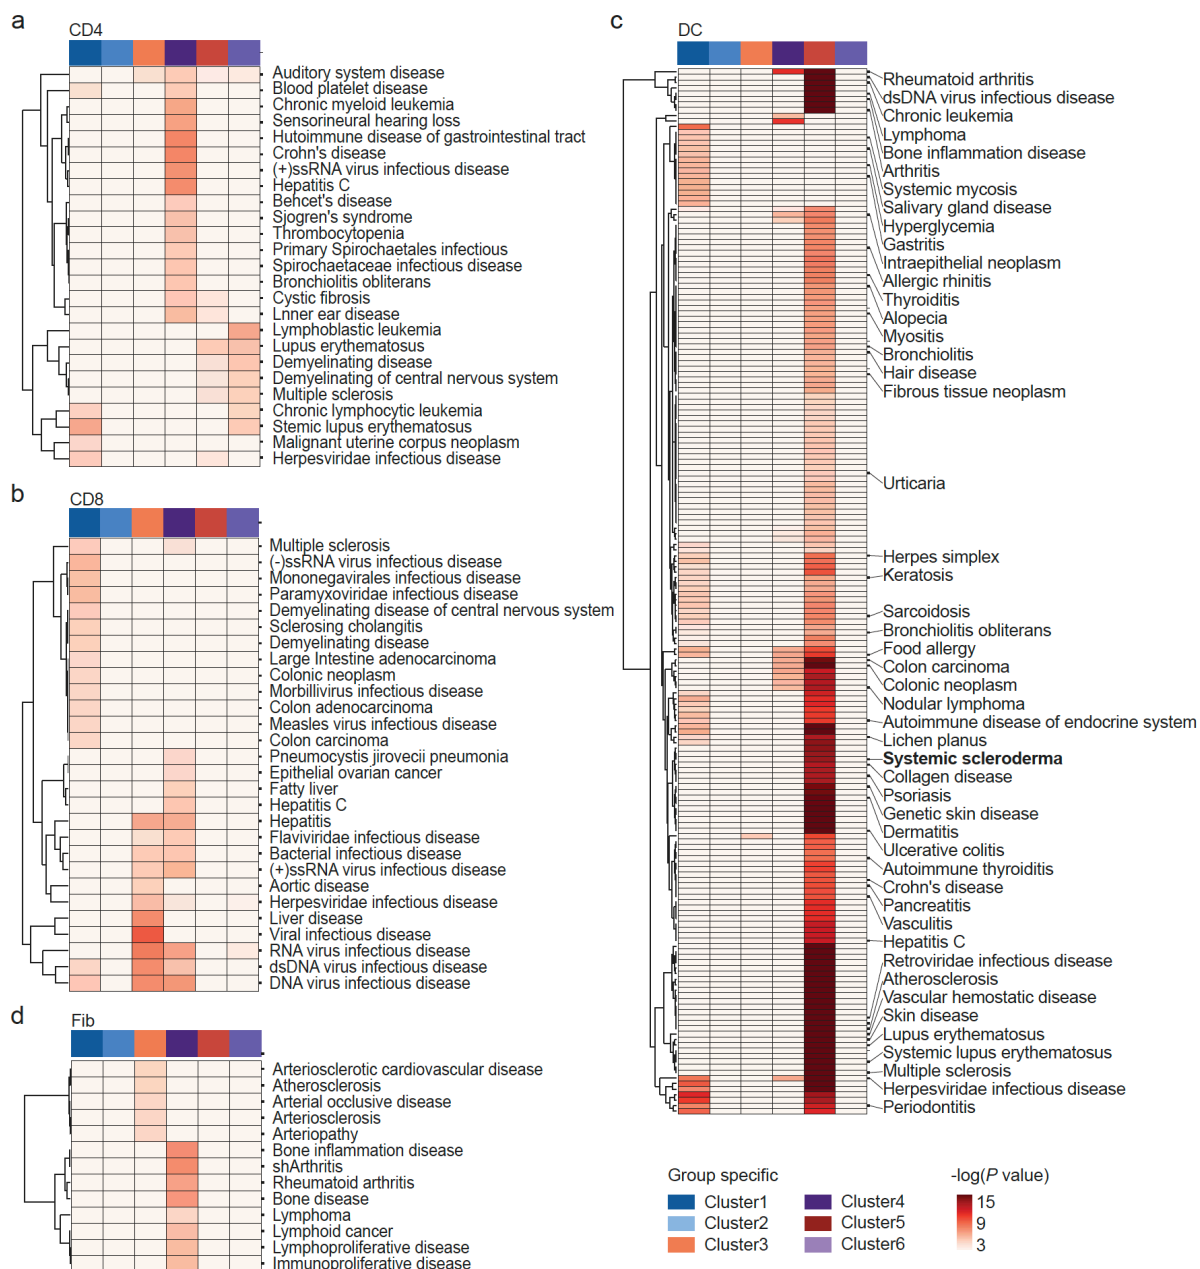 a
CD4
Auditory system disease
Blood platelet disease
Chronic myeloid leukemia
Sensorineural hearing loss
Hutoimmune disease of gastrointestinal tract
Crohn's disease
(+)ssRNA virus infectious disease
Hepatitis C
Behcet's disease
Sjogren's syndrome
Thrombocytopenia
Primary Spirochaetales infectious
Spirochaetaceae infectious disease
Bronchiolitis obliterans
Cystic fibrosis
Lnner ear disease
Lymphoblastic leukemia
Lupus erythematosus
Demyelinating disease
Demyelinating of central nervous system
Multiple sclerosis
Chronic lymphocytic leukemia
Stemic lupus erythematosus
Malignant uterine corpus neoplasm
Herpesviridae infectious disease
b
CD8
Multiple sclerosis
(-)ssRNA virus infectious disease
Mononegavirales infectious disease
Paramyxoviridae infectious disease
Demyelinating disease of central nervous system
Sclerosing cholangitis
Demyelinating disease
Large Intestine adenocarcinoma
Colonic neoplasm
Morbillivirus infectious disease
Colon adenocarcinoma
Measles virus infectious disease
Colon carcinoma
Pneumocystis jirovecii pneumonia
Epithelial ovarian cancer
Fatty liver
Hepatitis C
Hepatitis
Flaviviridae infectious disease
Bacterial infectious disease
(+)ssRNA virus infectious disease
Aortic disease
Herpesviridae infectious disease
Liver disease
Viral infectious disease
RNA virus infectious disease
dsDNA virus infectious disease
DNA virus infectious disease
d
Fib
Arteriosclerotic cardiovascular disease
Atherosclerosis
Arterial occlusive disease
Arteriosclerosis
Arteriopathy
Bone inflammation disease
shArthritis
Rheumatoid arthritis
Bone disease
Lymphoma
Lymphoid cancer
Lymphoproliferative disease
Immunoproliferative disease
c
DC
Rheumatoid arthritis
dsDNA virus infectious disease
Chronic leukemia
Lymphoma
Bone inflammation disease
Arthritis
Systemic mycosis
Salivary gland disease
Hyperglycemia
Gastritis
Intraepithelial neoplasm
Allergic rhinitis
Thyroiditis
Alopecia
Myositis
Bronchiolitis
Hair disease
Fibrous tissue neoplasm
Urticaria
Herpes simplex
Keratosis
Sarcoidosis
Bronchiolitis obliterans
Food allergy
Colon carcinoma
Colonic neoplasm
Nodular lymphoma
Autoimmune disease of endocrine system
Lichen planus
Systemic scleroderma
Collagen disease
Psoriasis
Genetic skin disease
Dermatitis
Ulcerative colitis
Autoimmune thyroiditis
Crohn's disease
Pancreatitis
Vasculitis
Hepatitis C
Retroviridae infectious disease
Atherosclerosis
Vascular hemostatic disease
Skin disease
Lupus erythematosus
Systemic lupus erythematosus
Multiple sclerosis
Herpesviridae infectious disease
Periodontitis
Group specific
Cluster1
Cluster2
Cluster3
Cluster4
Cluster5
Cluster6
-log(P value)
15
9
3